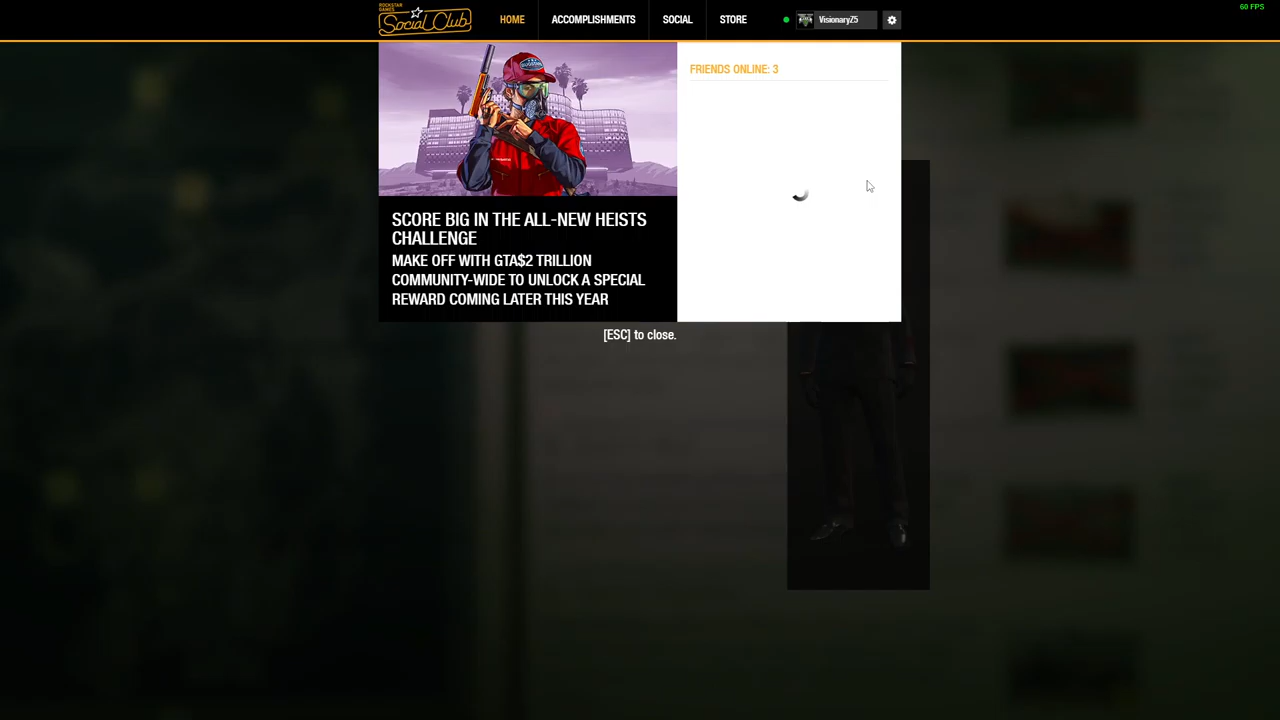 60 FPS
ROCKSTAR
GAMES
Social Club
HOME
ACCOMPLISHMENTS
SOCIAL
STORE
VisionaryZ5
FRIENDS ONLINE: 3
SCORE BIG IN THE ALL-NEW HEISTS
CHALLENGE
MAKE OFF WITH GTA$2 TRILLION
COMMUNITY-WIDE TO UNLOCK A SPECIAL
REWARD COMING LATER THIS YEAR
[ESC] to close.